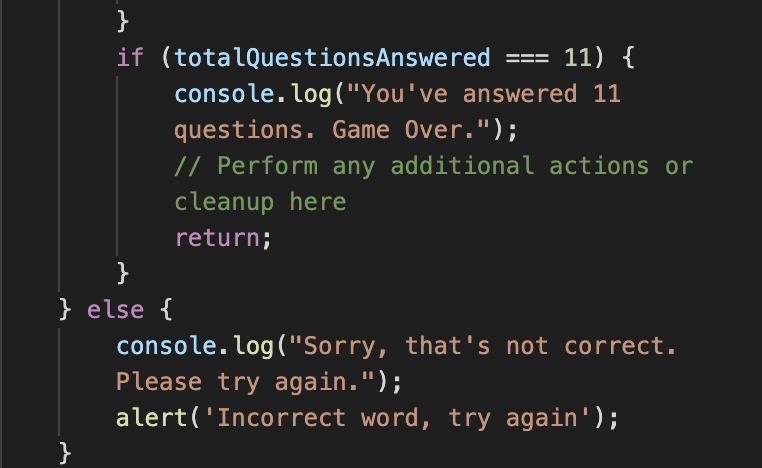 }
if (totalQuestionsAnswered === 11) {
console.log("You've answered 11
questions. Game Over.");
// Perform any additional actions or
cleanup here
return;
}
} else {
console.log("Sorry, that's not correct.
Please try again.");
alert('Incorrect word, try again');
}